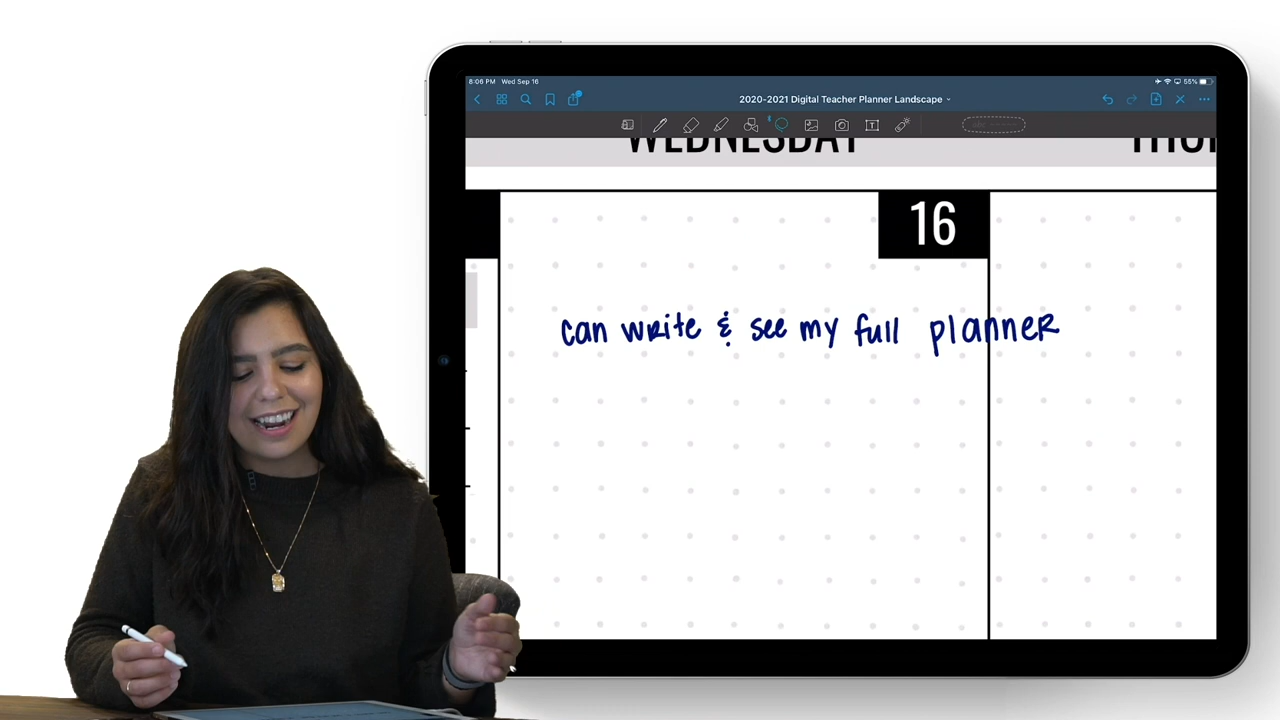 8:06 PM Wed Sep 16
55%
2020-2021 Digital Teacher Planner Landscape
T
WEDNESDAY
16
can write & see my full planner